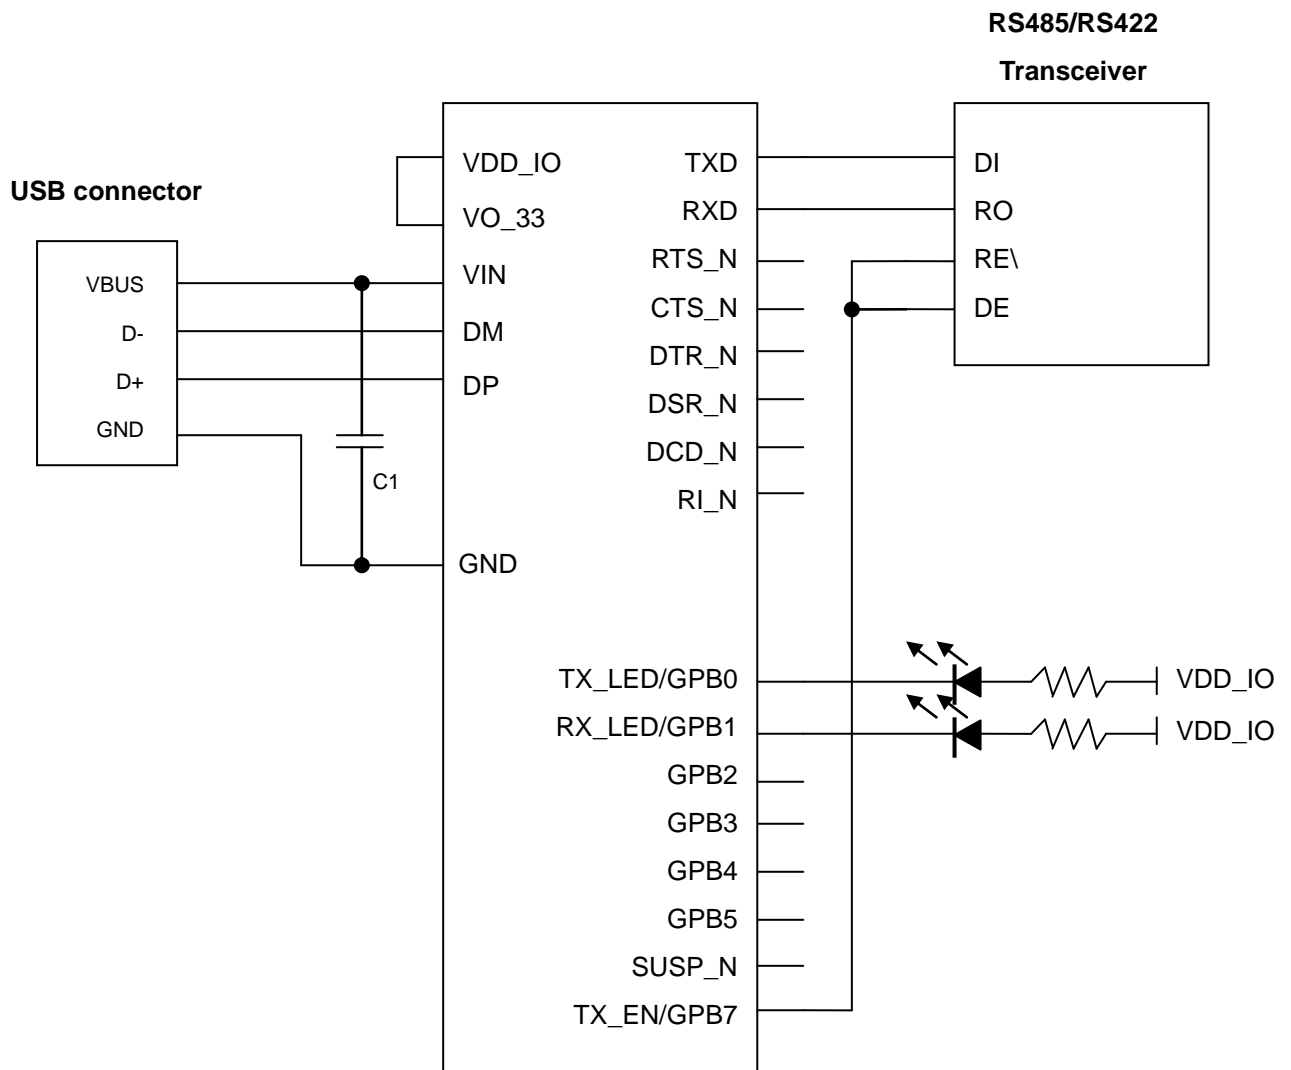 RS485/RS422
Transceiver
USB connector
VBUS
D-
D+
GND
C1
VDD_IO
VO_33
VIN
DM
DP
GND
TXD
RXD
RTS_N
CTS_N
DTR_N
DSR_N
DCD_N
RI_N
TX_LED/GPB0
RX_LED/GPB1
GPB2
GPB3
GPB4
GPB5
SUSP_N
TX_EN/GPB7
DI
RO
RE\
DE
VDD_IO
VDD_IO